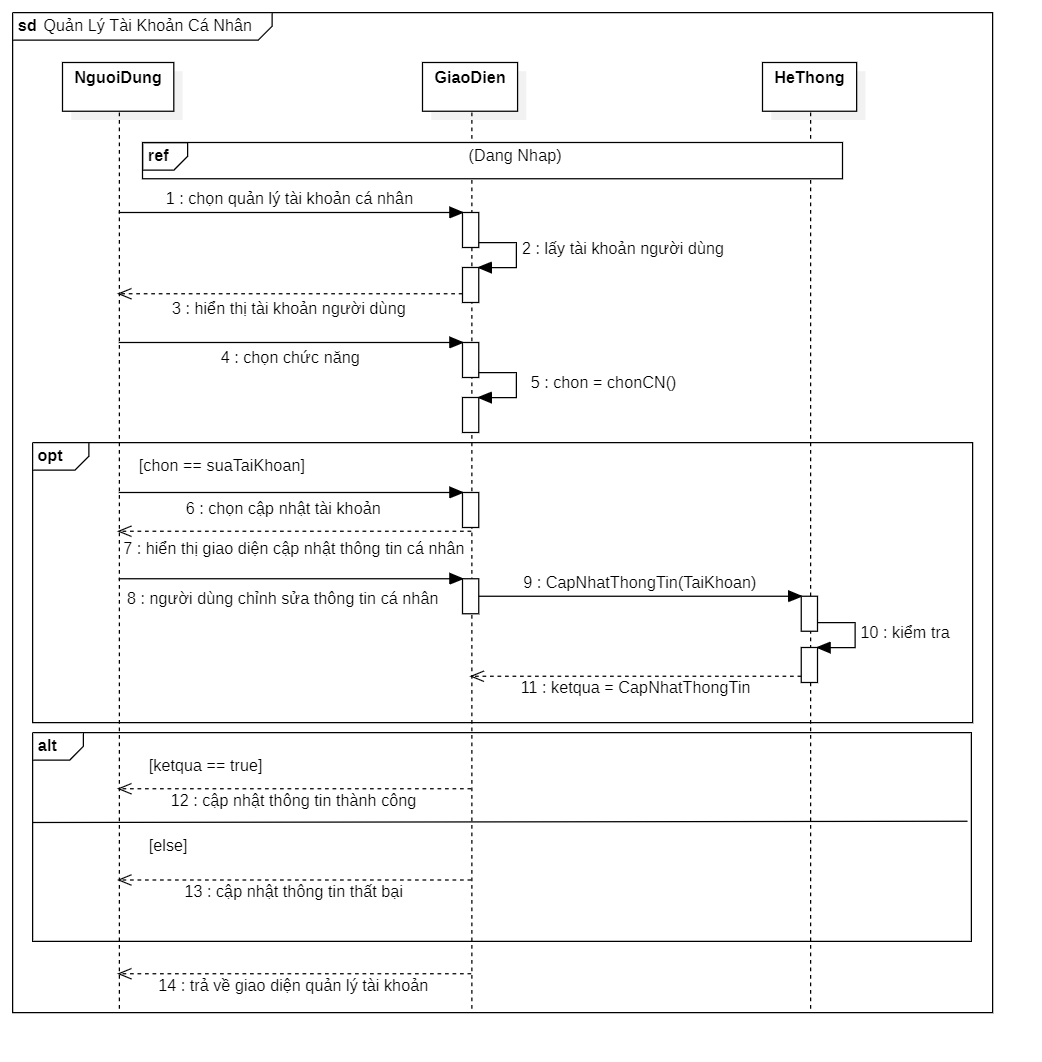 sd Quản Lý Tài Khoản Cá Nhân
NguoiDung
GiaoDien
HeThong
ref
(Dang Nhap)
1 : chọn quản lý tài khoản cá nhân
2 : lấy tài khoản người dùng
3 : hiển thị tài khoản người dùng
4 : chọn chức năng
5 : chon = chonCN()
opt
[chon == suaTaiKhoan]
6 : chọn cập nhật tài khoản
7 : hiển thị giao diện cập nhật thông tin cá nhân
8 : người dùng chỉnh sửa thông tin cá nhân
9 : CapNhatThongTin(TaiKhoan)
10 : kiểm tra
11 : ketqua = CapNhatThongTin
alt
[ketqua == true]
12 : cập nhật thông tin thành công
[else]
13 : cập nhật thông tin thất bại
14 : trả về giao diện quản lý tài khoản